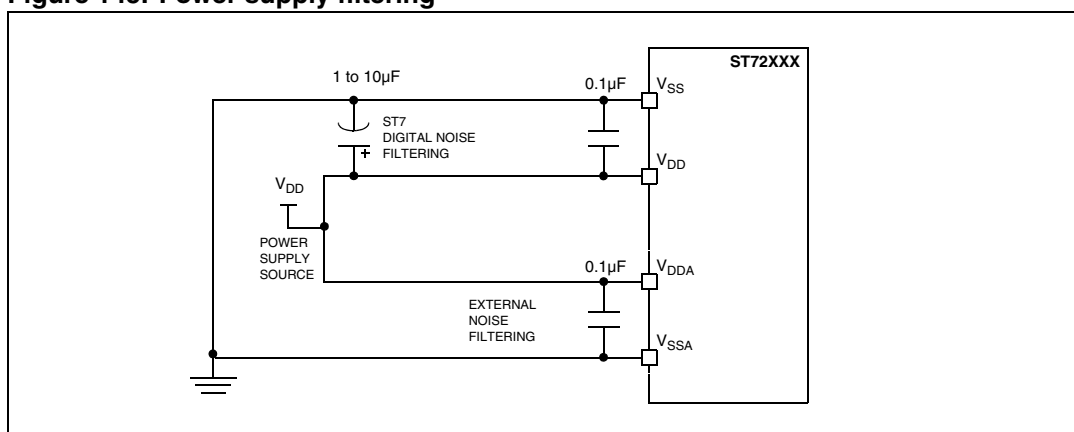 Figure Power supply filtering
ST72XXX
1 to 10µF
0.1µF
VSS
ST7
DIGITAL NOISE
FILTERING
+
VDD
VDD
POWER
SUPPLY
SOURCE
0.1µF
VDDA
EXTERNAL
NOISE
FILTERING
VSSA